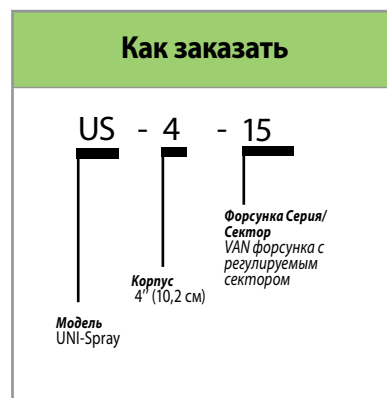 Как заказать
US - 4 - 15
Форсунка Серия/
Сектор
VAN форсунка с
регулируемым
сектором
Корпус
4’’ (10,2 см)
Модель
UNI-Spray